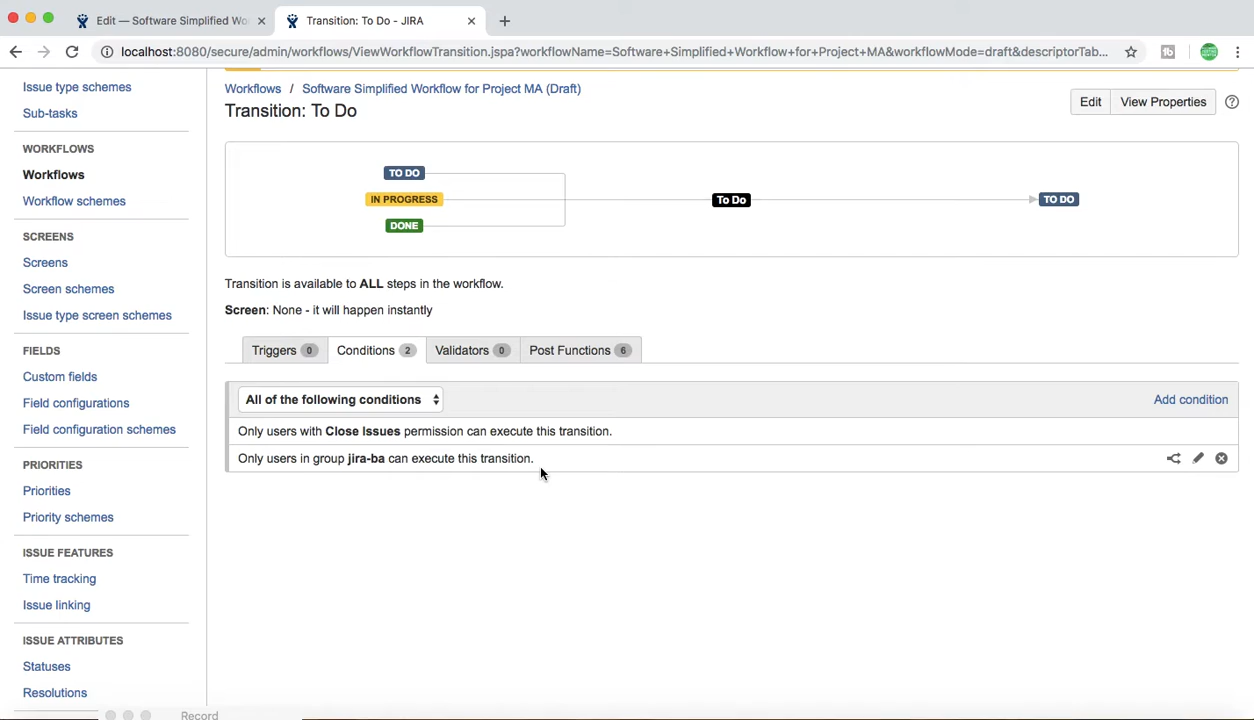 Edit — Software Simplified Wo
Transition: To Do - JIRA
localhost:8080/secure/admin/workflows/ViewWorkflowTransition.jspa?workflowName=Software+Simplified+Workflow+for+Project+MA&workflowMode=draft&descriptorTab...
Issue type schemes
Sub-tasks
WORKFLOWS
Workflows
Workflow schemes
SCREENS
Screens
Screen schemes
Issue type screen schemes
FIELDS
Custom fields
Field configurations
Field configuration schemes
PRIORITIES
Priorities
Priority schemes
ISSUE FEATURES
Time tracking
Issue linking
ISSUE ATTRIBUTES
Statuses
Resolutions
Workflows / Software Simplified Workflow for Project MA (Draft)
Transition: To Do
Edit View Properties
TO DO
IN PROGRESS To Do TO DO
DONE
Transition is available to ALL steps in the workflow.
Screen: None - it will happen instantly
Triggers 0 Conditions 2 Validators 0 Post Functions 6
All of the following conditions Add condition
Only users with Close Issues permission can execute this transition.
Only users in group jira-ba can execute this transition.
Record